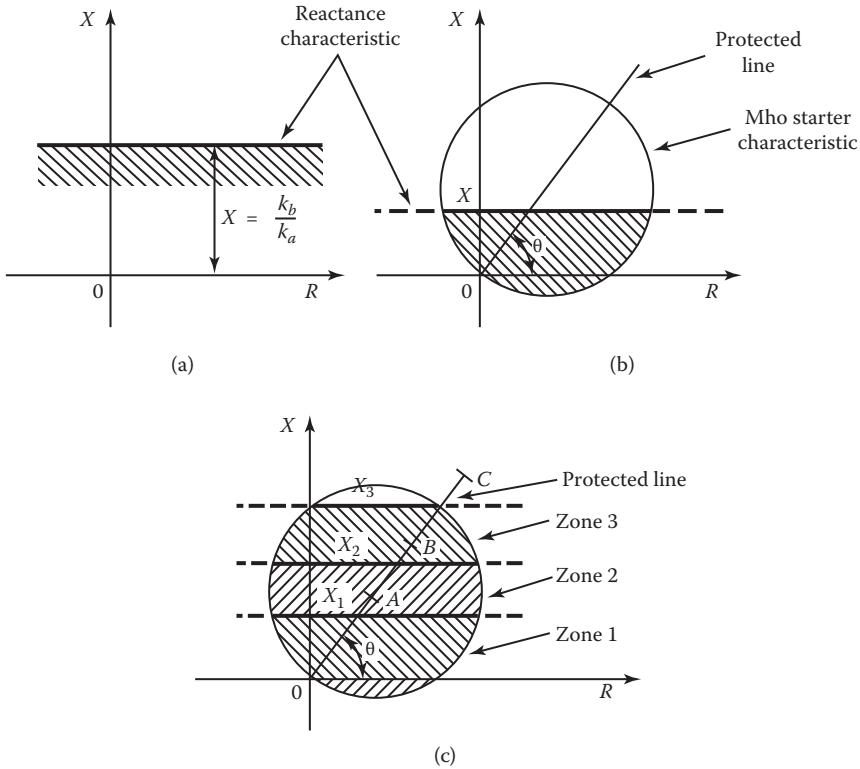 X
Reactance
characteristic
X = k_b/k_a
0
R
(a)
X
Protected
line
Mho starter
characteristic
X
θ
0
R
(b)
X
C
Protected line
X_3
Zone 3
X_2
B
Zone 2
X_1
A
Zone 1
θ
0
R
(c)